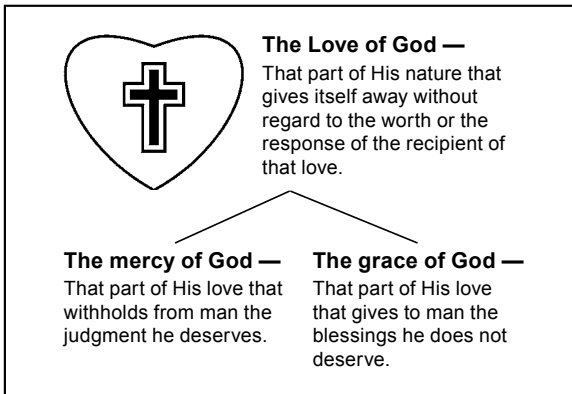 The Love of God —
That part of His nature that
gives itself away without
regard to the worth or the
response of the recipient of
that love.
The mercy of God —
That part of His love that
withholds from man the
judgment he deserves.
The grace of God —
That part of His love
that gives to man the
blessings he does not
deserve.